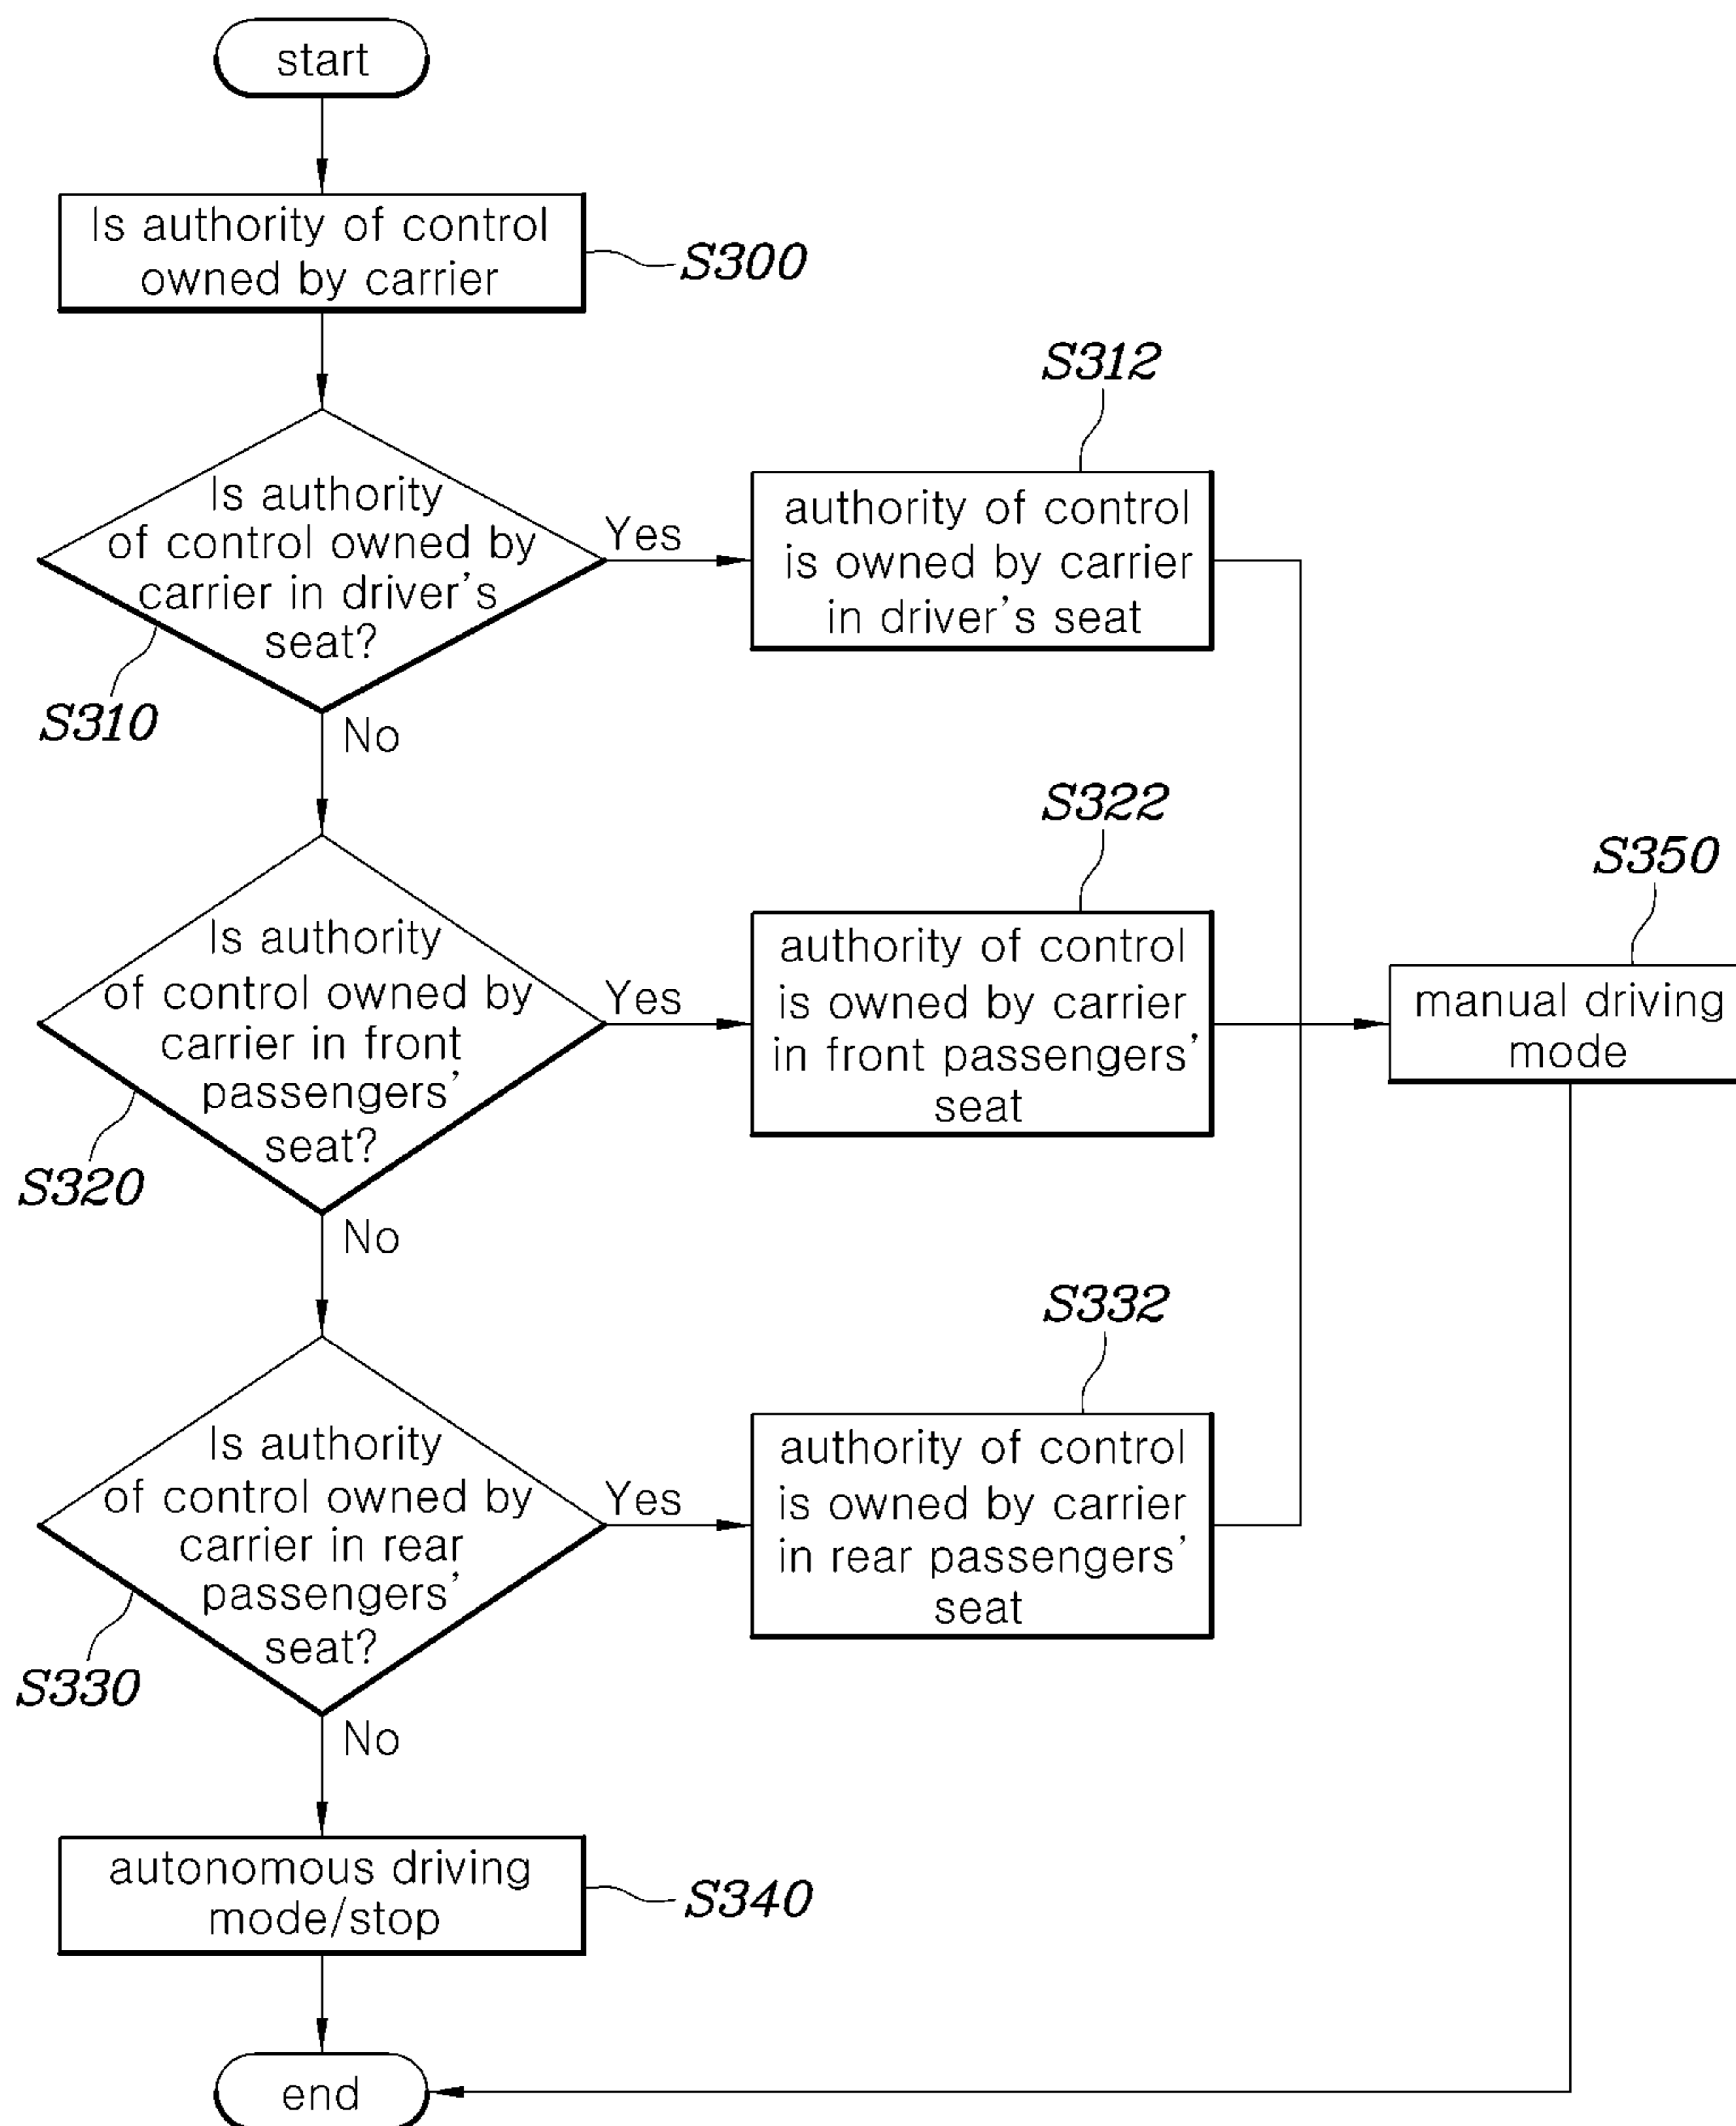 start
Is authority of control
owned by carrier
S300
S312
Is authority
of control owned by
carrier in driver's
seat?
Yes
authority of control
is owned by carrier
in driver's seat
S310
No
S322
S350
Is authority
of control owned by
carrier in front
passengers'
seat?
Yes
authority of control
is owned by carrier
in front passengers'
seat
manual driving
mode
S320
No
S332
Is authority
of control owned by
carrier in rear
passengers'
seat?
Yes
authority of control
is owned by carrier
in rear passengers'
seat
S330
No
autonomous driving
mode/stop
S340
end